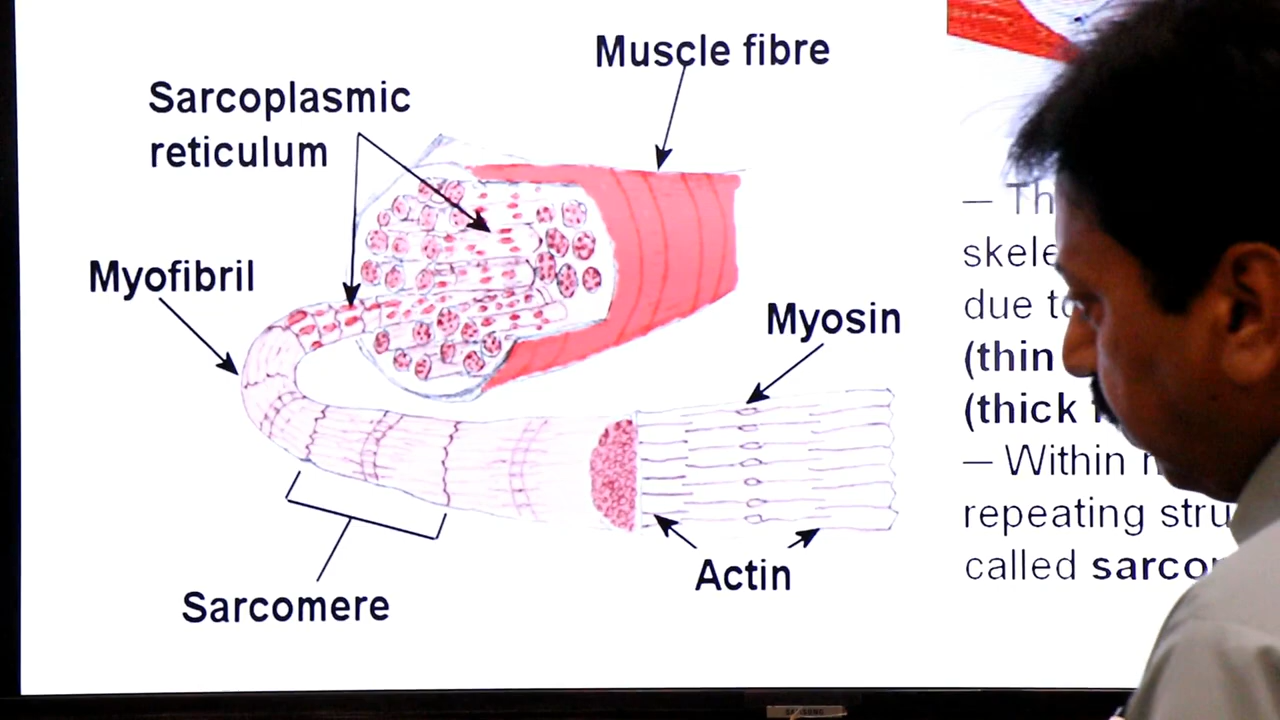 Muscle fibre
Sarcoplasmic
reticulum
Myofibril
Myosin
Actin
Sarcomere
— Th
skele
due to
(thin
(thick
— Within
repeating stru
called sarco
SAMSUNG